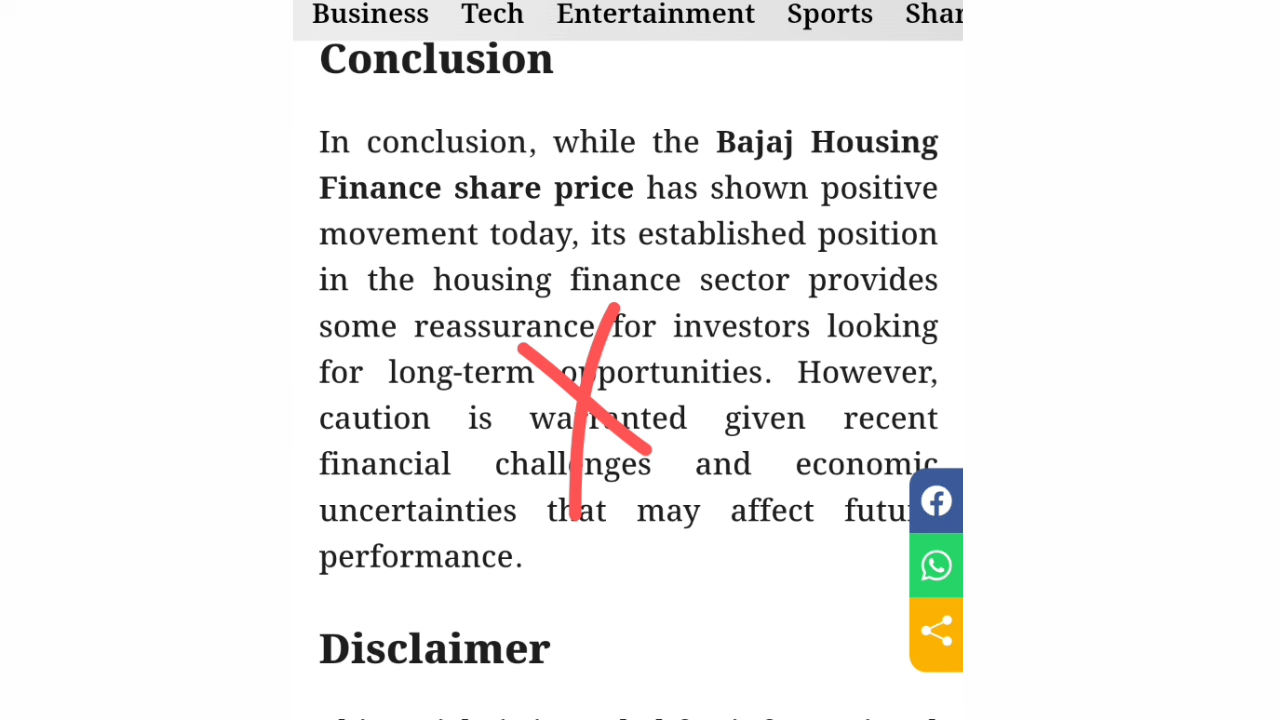 Business Tech Entertainment Sports
Conclusion
In conclusion, while the Bajaj Housing
Finance share price has shown positive
movement today, its established position
in the housing finance sector provides
some reassurance for investors looking
for long-term opportunities. However,
caution is warranted given recent
financial challenges and economic
uncertainties that may affect future
performance.
Disclaimer